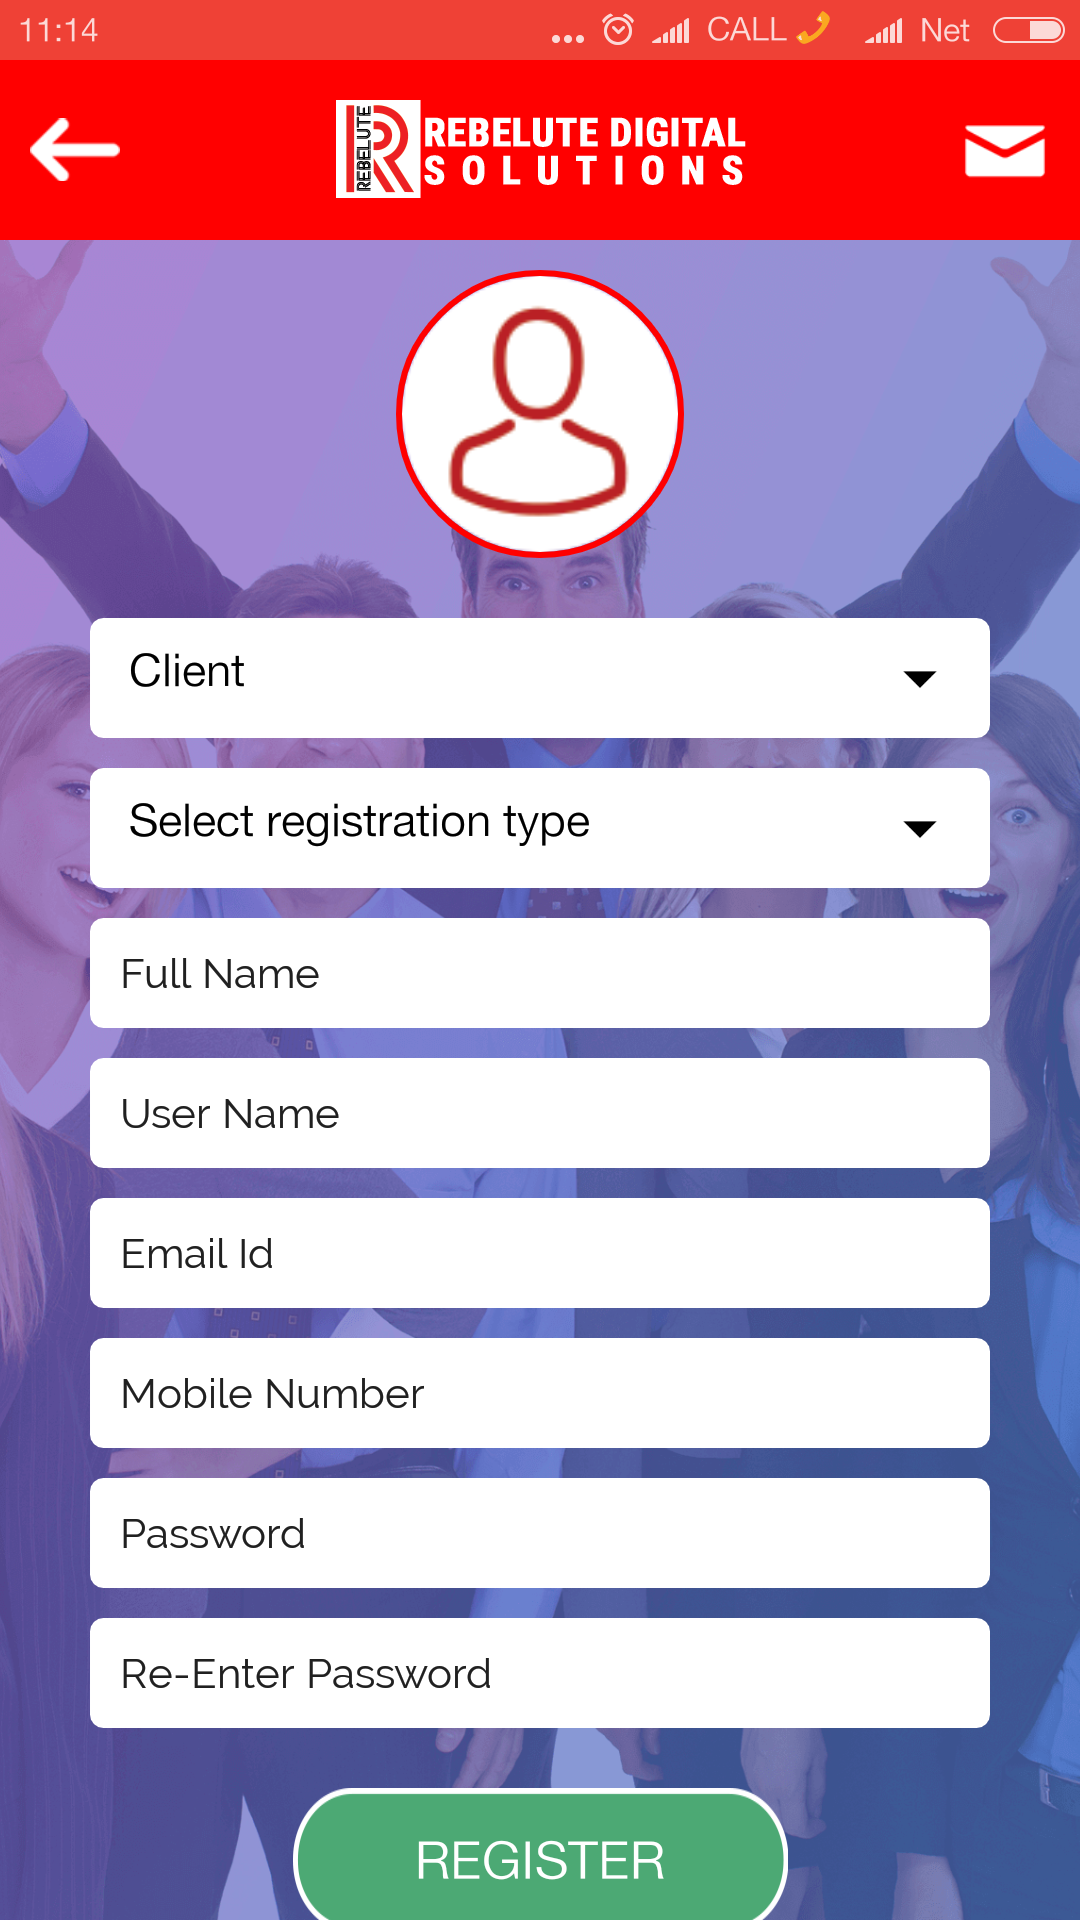 11:14
CALL
Net
REBELUTE
REBELUTE DIGITAL
SOLUTIONS
Client
Select registration type
Full Name
User Name
Email Id
Mobile Number
Password
Re-Enter Password
REGISTER